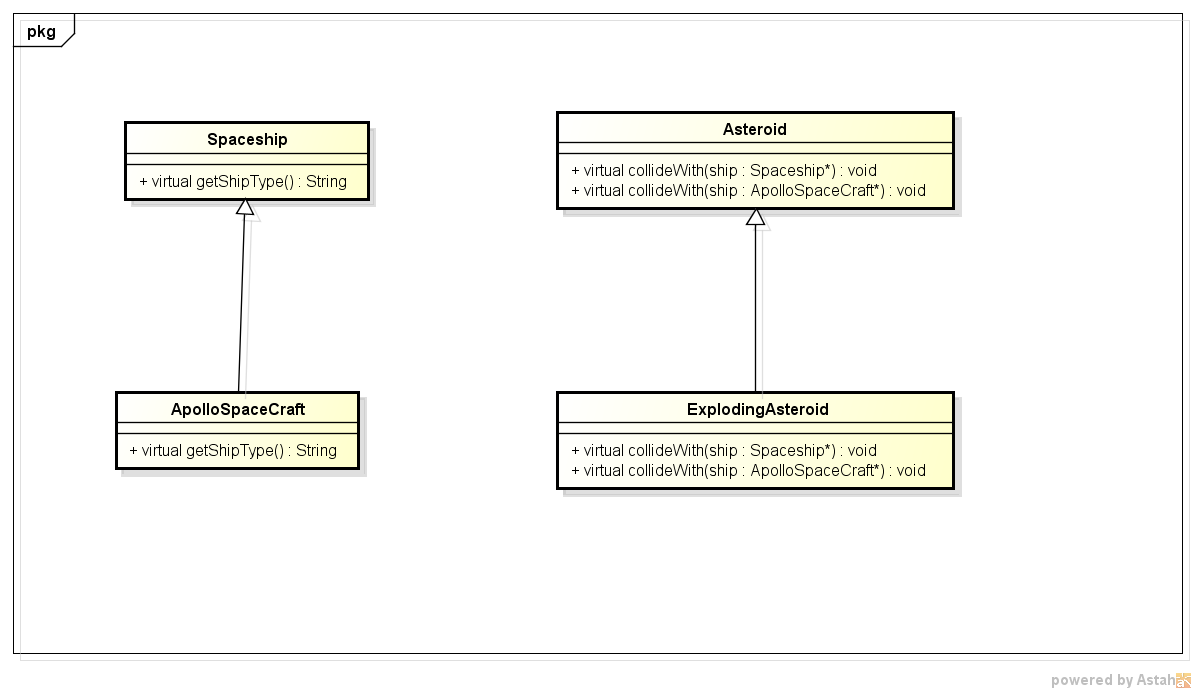 pkg
Spaceship
+ virtual getShipType() : String
Asteroid
+ virtual collideWith(ship : Spaceship*) : void
+ virtual collideWith(ship : ApolloSpaceCraft*) : void
ApolloSpaceCraft
+ virtual getShipType() : String
ExplodingAsteroid
+ virtual collideWith(ship : Spaceship*) : void
+ virtual collideWith(ship : ApolloSpaceCraft*) : void
powered by Astah